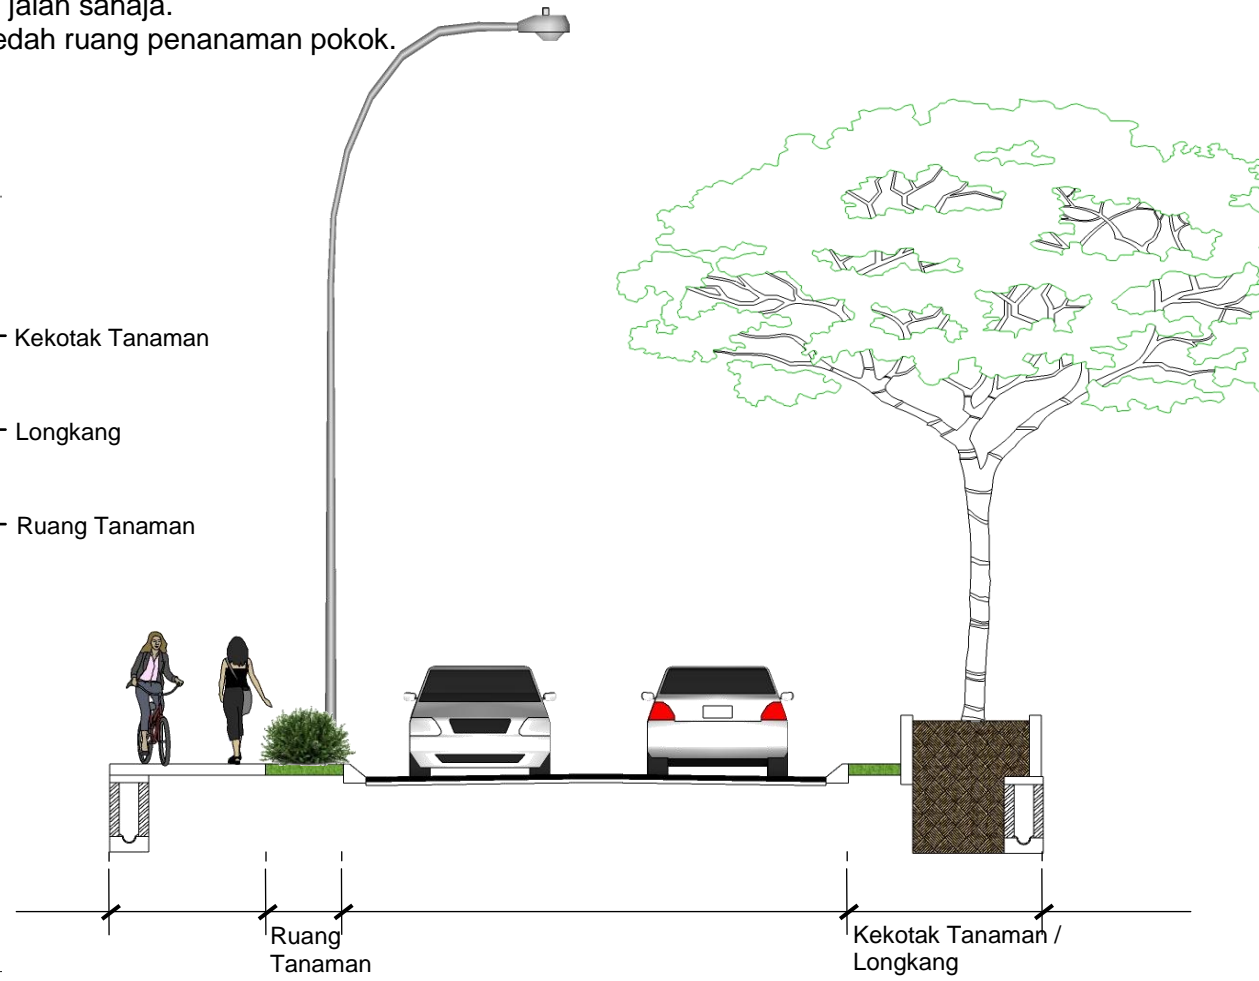 jalan sahaja.
edah ruang penanaman pokok.
Kekotak Tanaman
Longkang
Ruang Tanaman
Ruang
Tanaman
Kekotak Tanaman /
Longkang